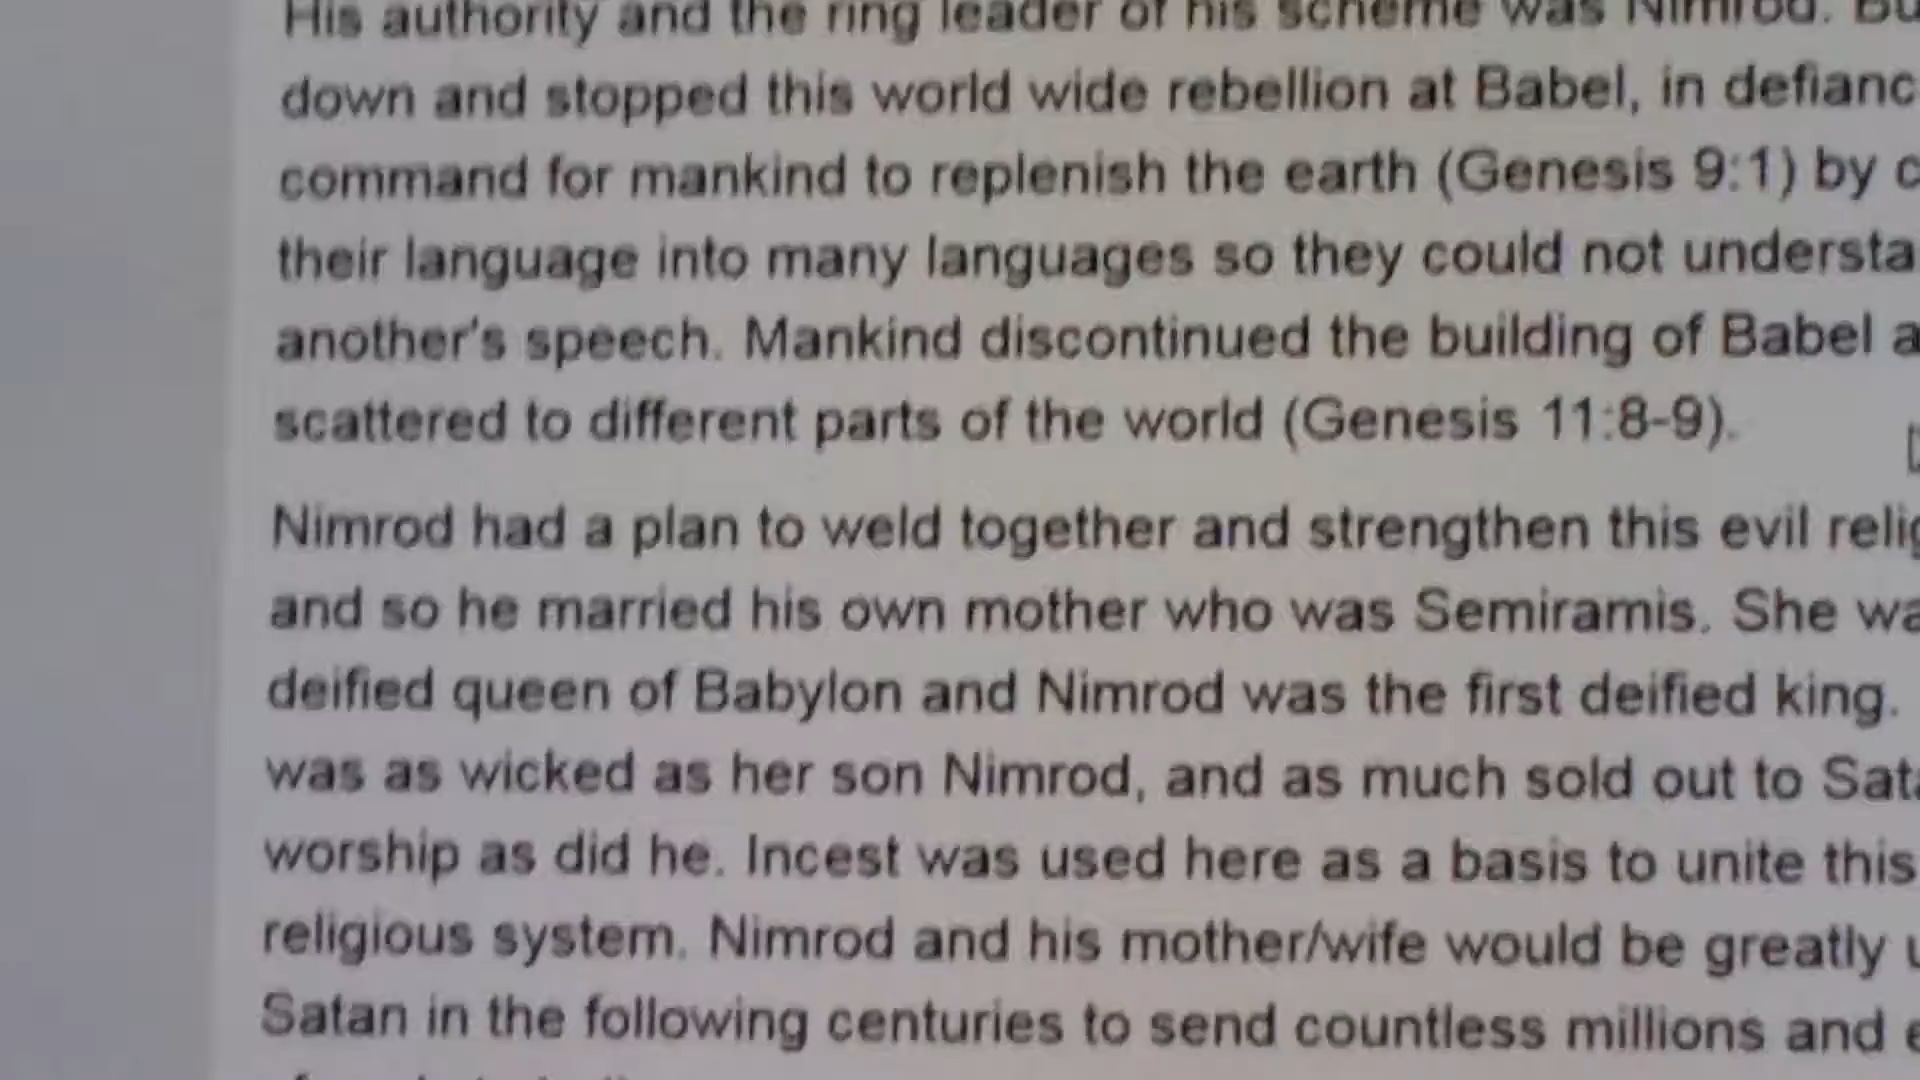 His authority and the ring leader of his scheme was Nimrod.
down and stopped this world wide rebellion at Babel, in defianc
command for mankind to replenish the earth (Genesis 9:1) by c
their language into many languages so they could not understa
another's speech. Mankind discontinued the building of Babel a
scattered to different parts of the world (Genesis 11:8-9).
Nimrod had a plan to weld together and strengthen this evil relig
and so he married his own mother who was Semiramis. She wa
deified queen of Babylon and Nimrod was the first deified king.
was as wicked as her son Nimrod, and as much sold out to Sata
worship as did he. Incest was used here as a basis to unite this
religious system. Nimrod and his mother/wife would be greatly u
Satan in the following centuries to send countless millions and e